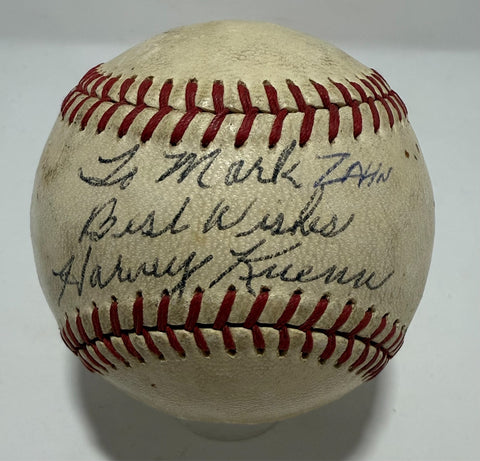 To Mark ZAHN
Best Wishes
Harvey Kuenn